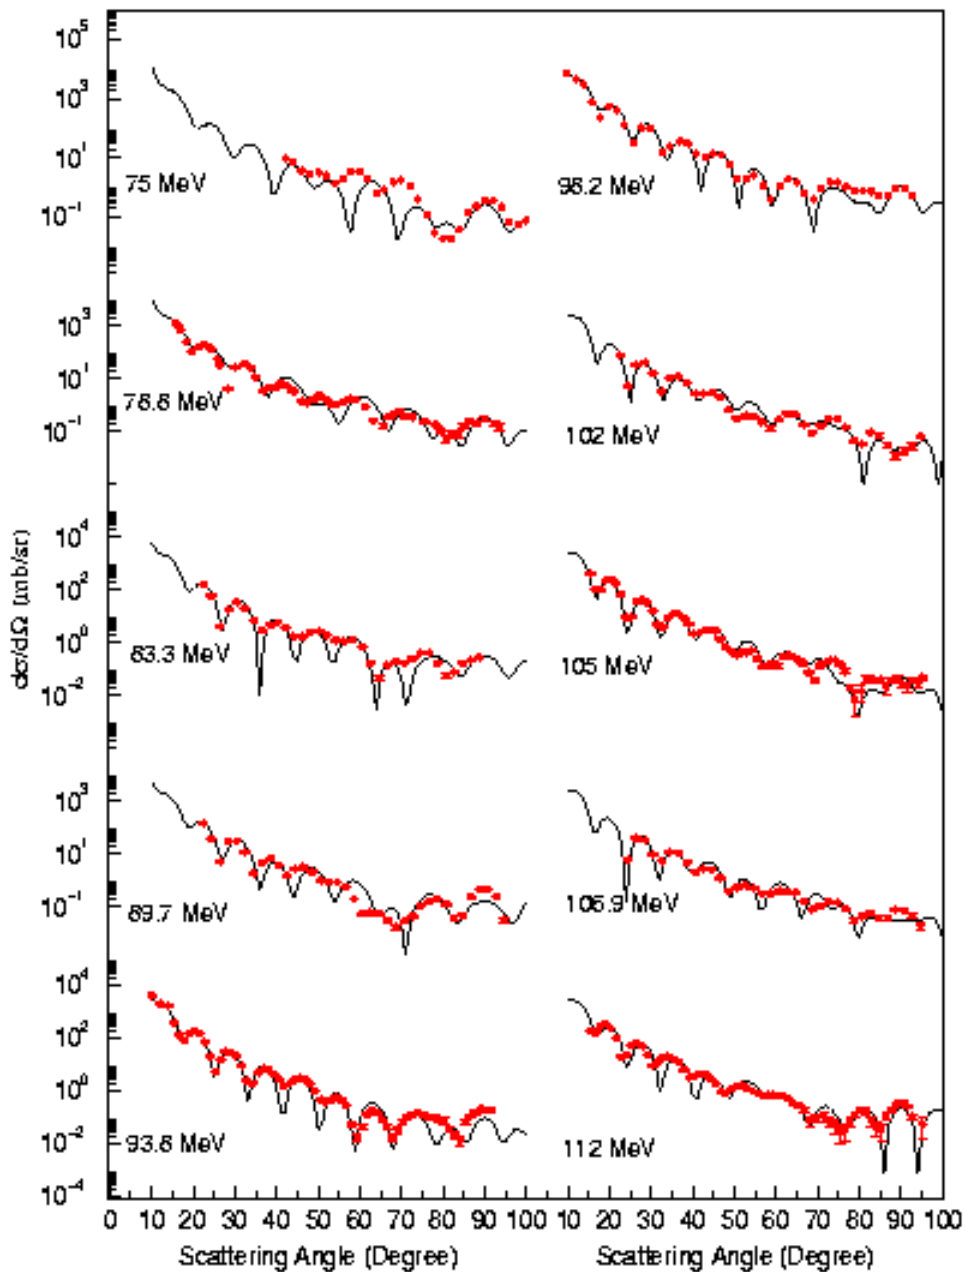 10⁵
10³
10¹
75 MeV
98.2 MeV
10⁻¹
10³
10¹
78.8 MeV
102 MeV
10⁻¹
10⁴
10²
10⁰
83.3 MeV
105 MeV
10⁻²
dσ/dΩ (mb/sr)
10³
10¹
10⁻¹
89.7 MeV
106.9 MeV
10⁴
10²
10⁰
10⁻²
93.8 MeV
112 MeV
10⁻⁴
0 10 20 30 40 50 60 70 80 90 100 10 20 30 40 50 60 70 80 90 100
Scattering Angle (Degree) Scattering Angle (Degree)